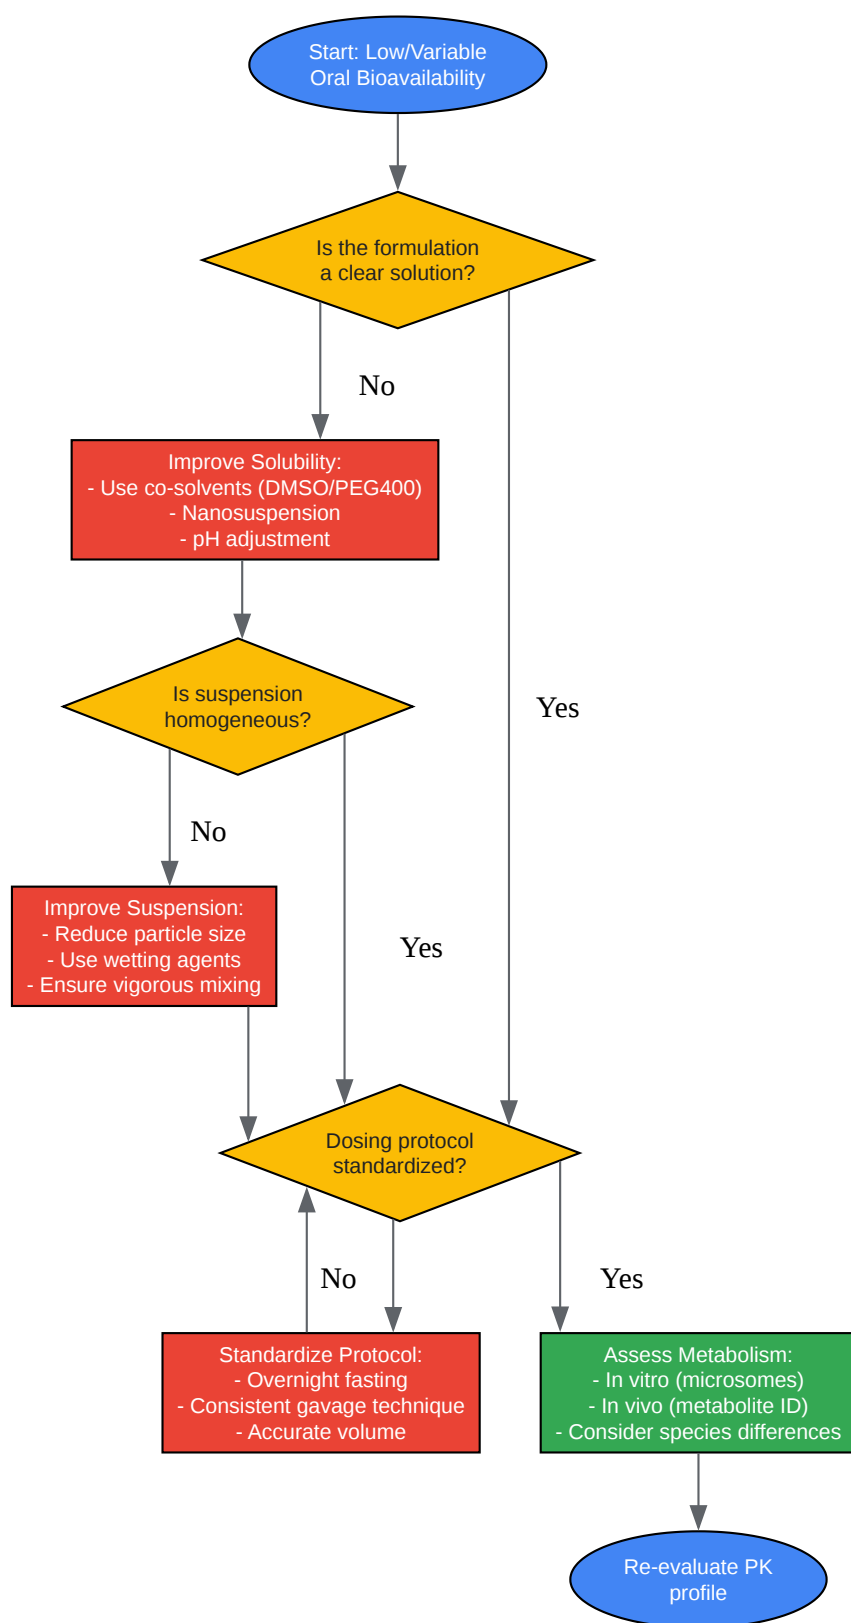 Start: Low/Variable
Oral Bioavailability
Is the formulation
a clear solution?
No
Improve Solubility:
- Use co-solvents (DMSO/PEG400)
- Nanosuspension
- pH adjustment
Is suspension
homogeneous?
Yes
No
Improve Suspension:
- Reduce particle size
- Use wetting agents
- Ensure vigorous mixing
Yes
Dosing protocol
standardized?
No
Yes
Standardize Protocol:
- Overnight fasting
- Consistent gavage technique
- Accurate volume
Assess Metabolism:
- In vitro (microsomes)
- In vivo (metabolite ID)
- Consider species differences
Re-evaluate PK
profile